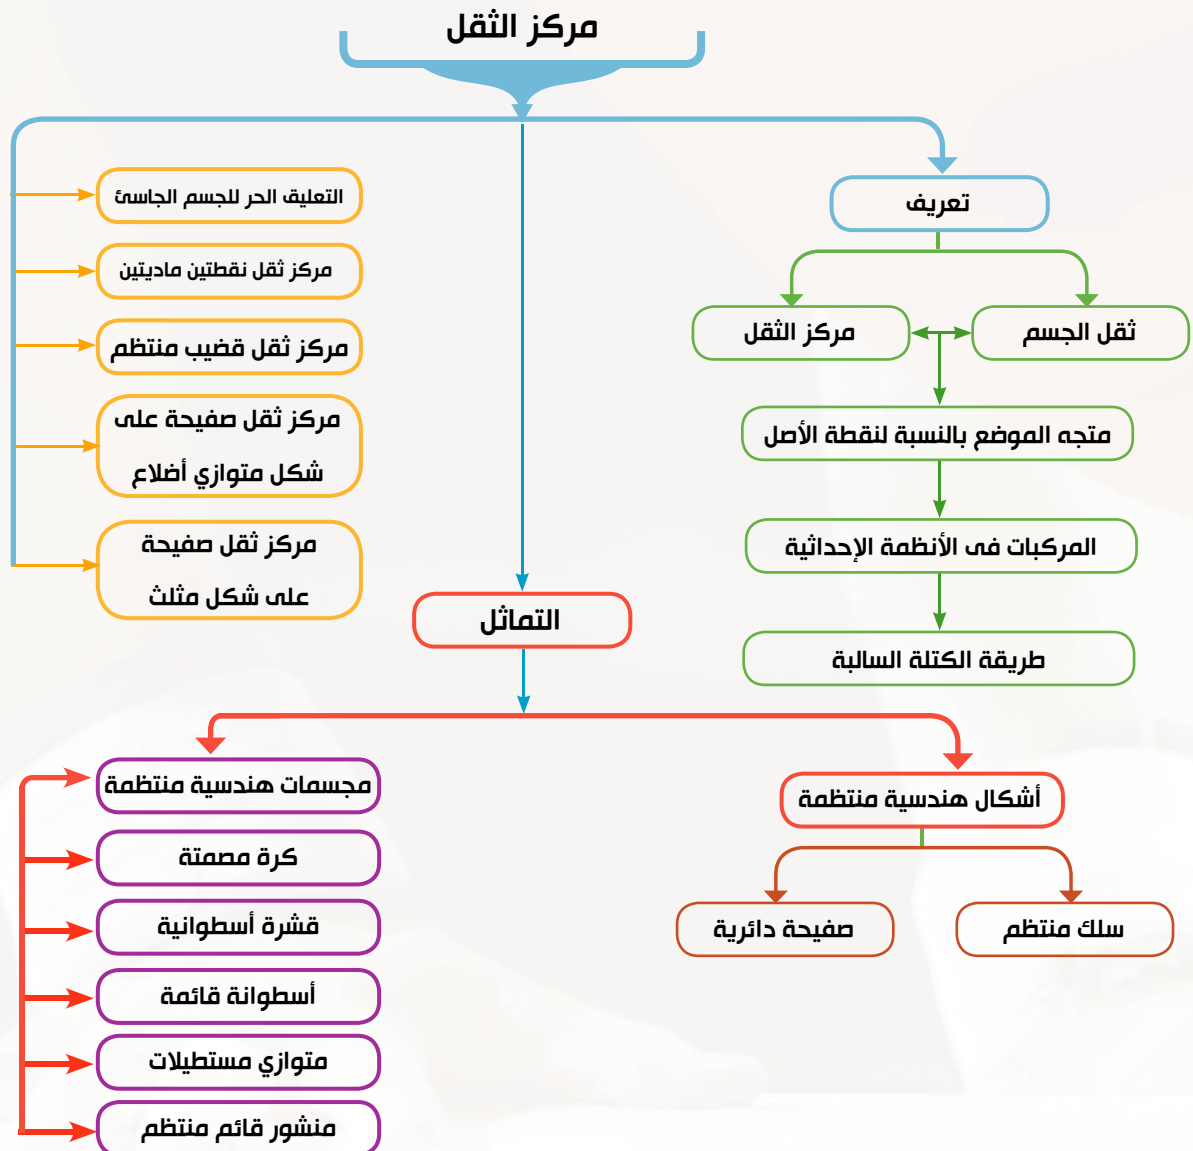 مركز الثقل
تعريف
ثقل الجسم
مركز الثقل
متجه الموضع بالنسبة لنقطة الأصل
المركبات فى الأنظمة الإحداثية
طريقة الكتلة السالبة
التعليق الحر للجسم الجاسئ
مركز ثقل نقطتين ماديتين
مركز ثقل قضيب منتظم
مركز ثقل صفيحة على
شكل متوازي أضلاع
مركز ثقل صفيحة
على شكل مثلث
التماثل
أشكال هندسية منتظمة
سلك منتظم
صفيحة دائرية
مجسمات هندسية منتظمة
كرة مصمتة
قشرة أسطوانية
أسطوانة قائمة
متوازي مستطيلات
منشور قائم منتظم